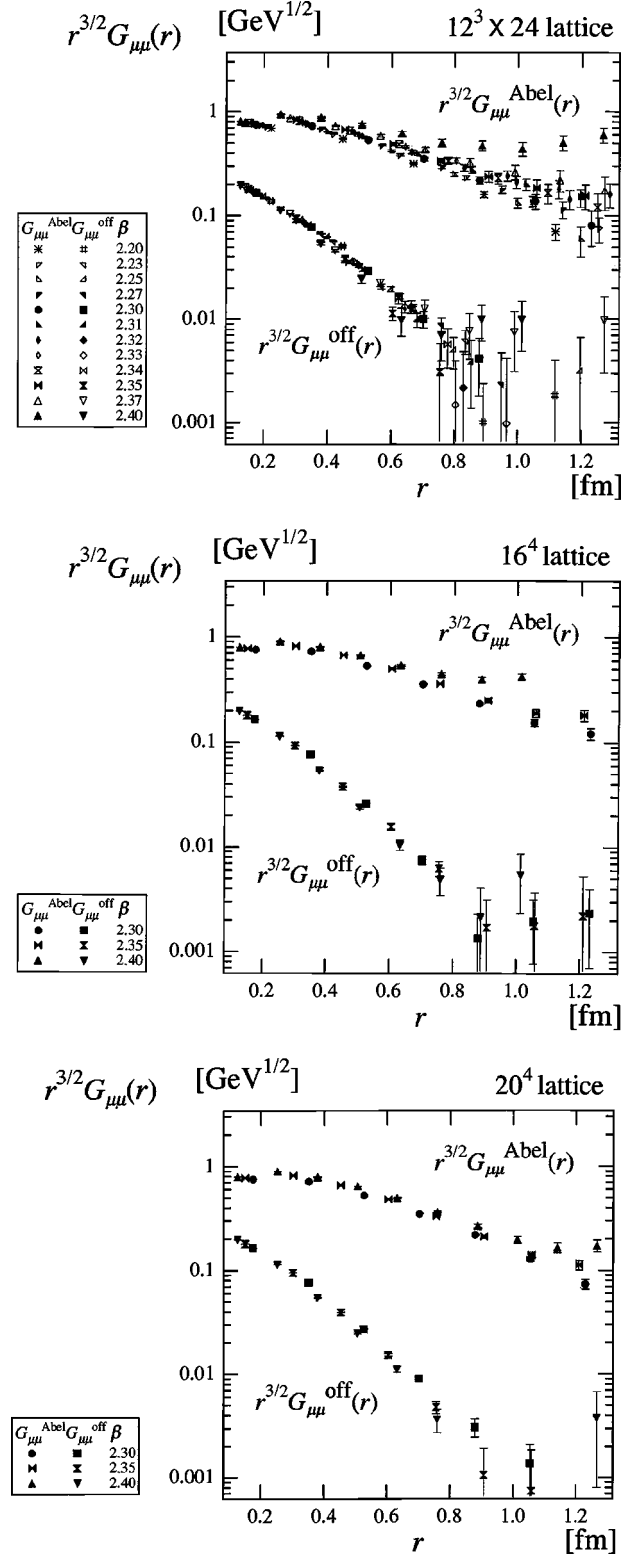 r^{3/2}G_{μμ}(r) [GeV^{1/2}] 12^3 X 24 lattice
r^{3/2}G_{μμ}^{Abel}(r)
1
0.1
0.01
0.001
r^{3/2}G_{μμ}^{off}(r)
G_{μμ}^{Abel} G_{μμ}^{off} β
2.20
2.23
2.25
2.27
2.30
2.31
2.32
2.33
2.34
2.35
2.37
2.40
0.2 0.4 0.6 0.8 1.0 1.2
r [fm]
r^{3/2}G_{μμ}(r) [GeV^{1/2}] 16^4 lattice
r^{3/2}G_{μμ}^{Abel}(r)
1
0.1
0.01
0.001
r^{3/2}G_{μμ}^{off}(r)
G_{μμ}^{Abel} G_{μμ}^{off} β
2.30
2.35
2.40
0.2 0.4 0.6 0.8 1.0 1.2
r [fm]
r^{3/2}G_{μμ}(r) [GeV^{1/2}] 20^4 lattice
r^{3/2}G_{μμ}^{Abel}(r)
1
0.1
0.01
0.001
r^{3/2}G_{μμ}^{off}(r)
G_{μμ}^{Abel} G_{μμ}^{off} β
2.30
2.35
2.40
0.2 0.4 0.6 0.8 1.0 1.2
r [fm]